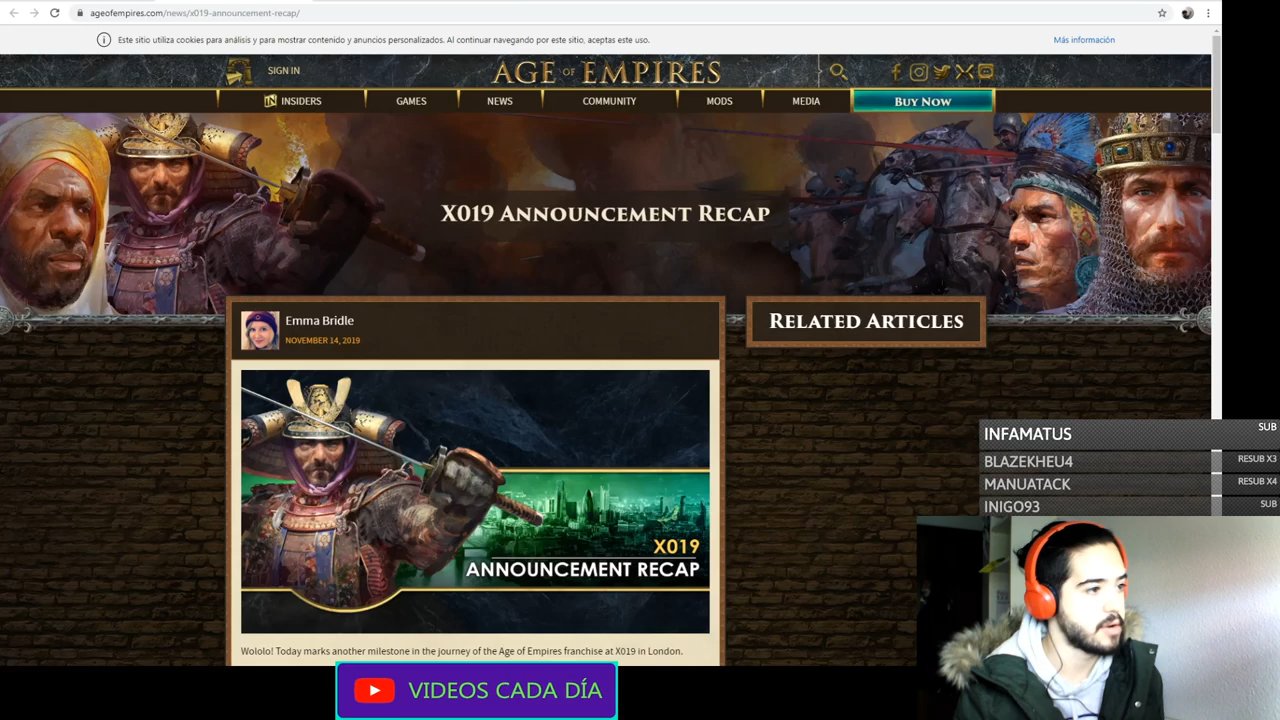 ageofempires.com/news/x019-announcement-recap/
Este sitio utiliza cookies para análisis y para mostrar contenido y anuncios personalizados. Al continuar navegando por este sitio, aceptas este uso.
Más información
SIGN IN
AGE OF EMPIRES
INSIDERS
GAMES
NEWS
COMMUNITY
MODS
MEDIA
BUY NOW
X019 ANNOUNCEMENT RECAP
Emma Bridle
NOVEMBER 14, 2019
RELATED ARTICLES
X019
ANNOUNCEMENT RECAP
Wololo! Today marks another milestone in the journey of the Age of Empires franchise at X019 in London.
INFAMATUS SUB
BLAZEKHEU4 RESUB X3
MANUATACK RESUB X4
INIGO93 SUB
VIDEOS CADA DÍA